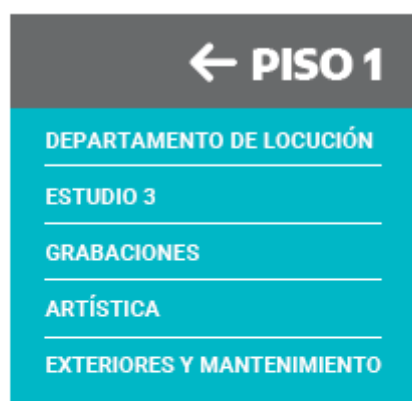 ← PISO 1
DEPARTAMENTO DE LOCUCIÓN
ESTUDIO 3
GRABACIONES
ARTÍSTICA
EXTERIORES Y MANTENIMIENTO